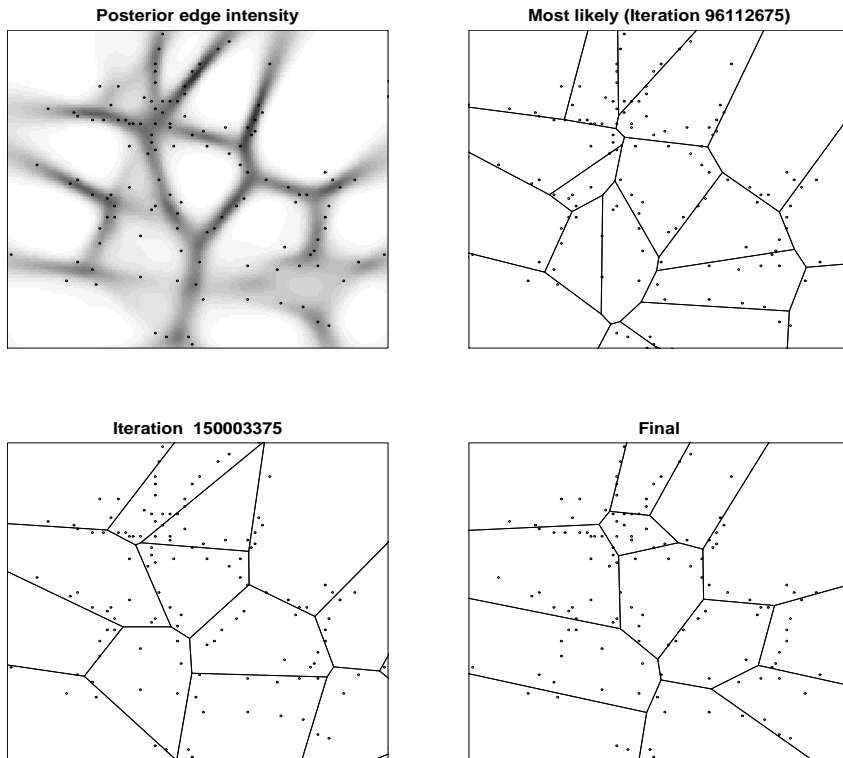 Posterior edge intensity
Most likely (Iteration 96112675)
Iteration 150003375
Final